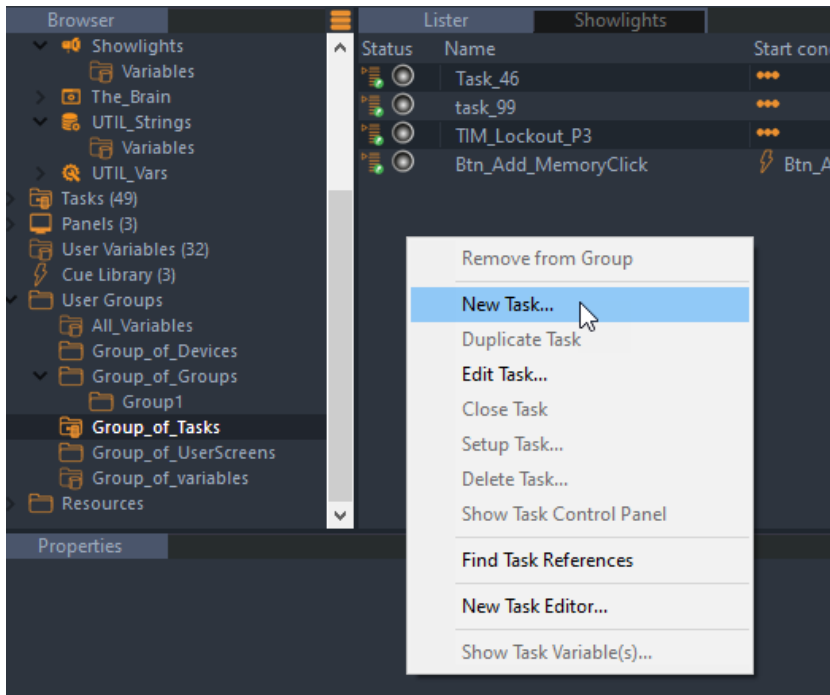 Browser
Showlights
Variables
The_Brain
UTIL_Strings
Variables
UTIL_Vars
Tasks (49)
Panels (3)
User Variables (32)
Cue Library (3)
User Groups
All_Variables
Group_of_Devices
Group_of_Groups
Group1
Group_of_Tasks
Group_of_UserScreens
Group_of_variables
Resources
Properties
Lister Showlights
Status Name Start con
Task_46
task_99
TIM_Lockout_P3
Btn_Add_MemoryClick Btn_A
Remove from Group
New Task...
Duplicate Task
Edit Task...
Close Task
Setup Task...
Delete Task...
Show Task Control Panel
Find Task References
New Task Editor...
Show Task Variable(s)...